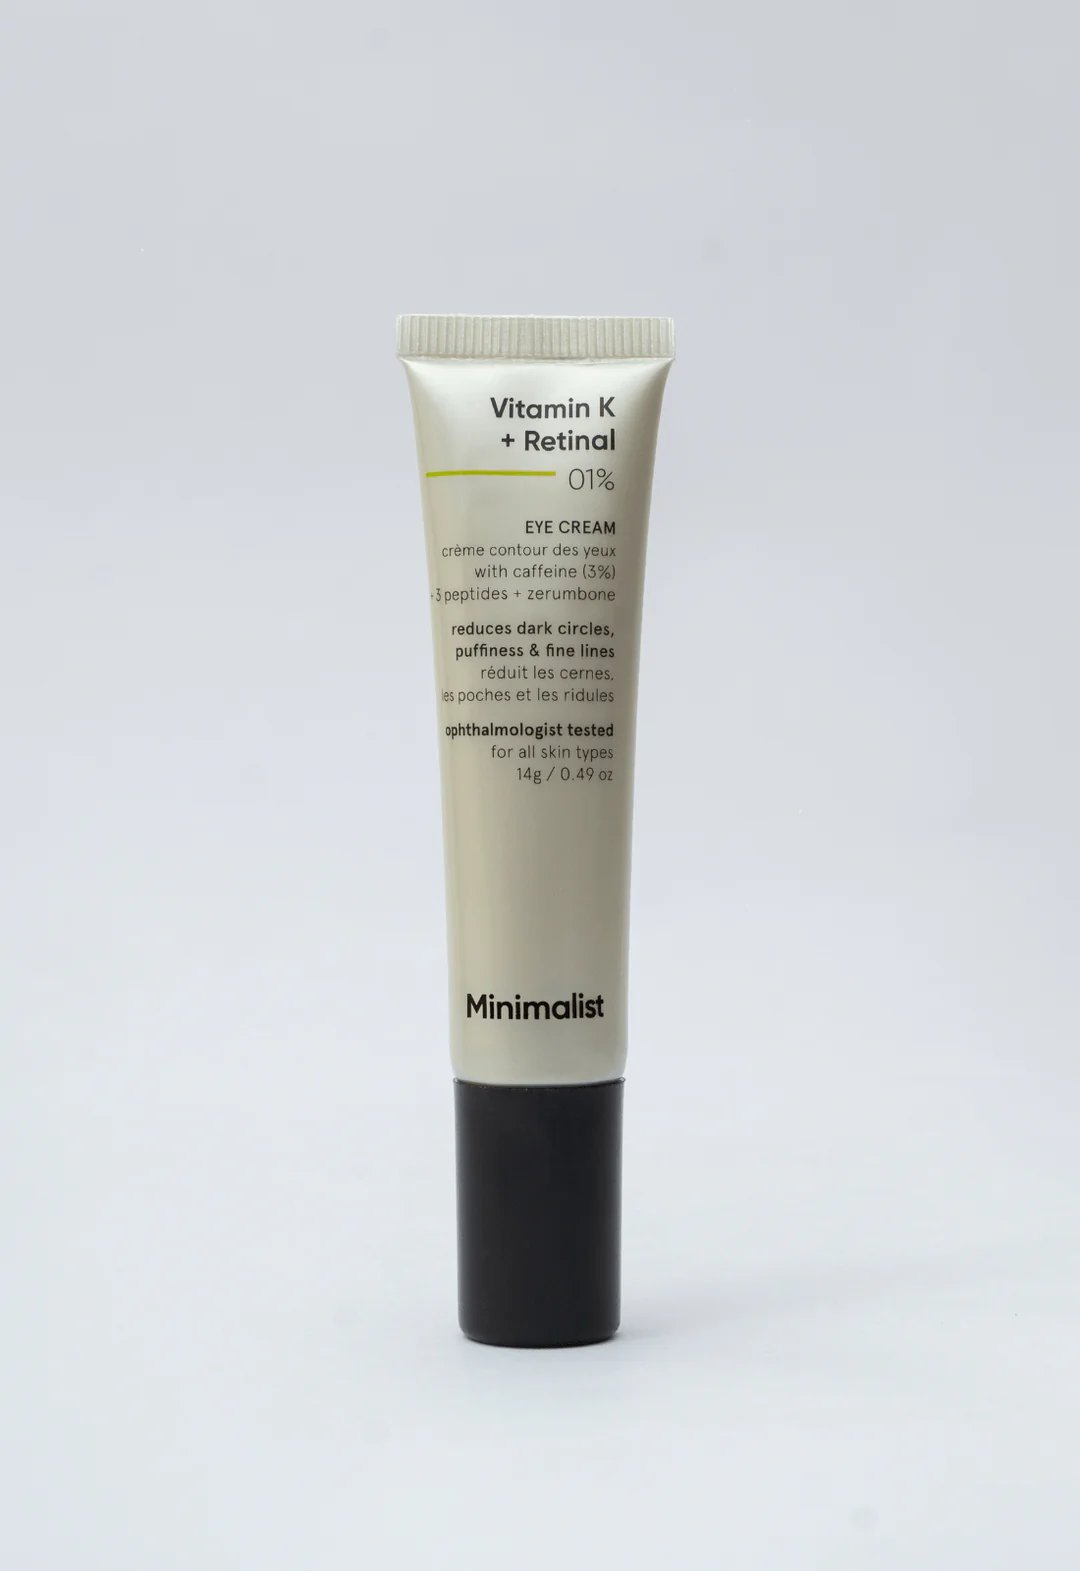 Vitamin K
+ Retinal
01%
EYE CREAM
crème contour des yeux
with caffeine (3%)
+3 peptides + zerumbone
reduces dark circles,
puffiness & fine lines
réduit les cernes,
les poches et les ridules
ophthalmologist tested
for all skin types
14g / 0.49 oz
Minimalist